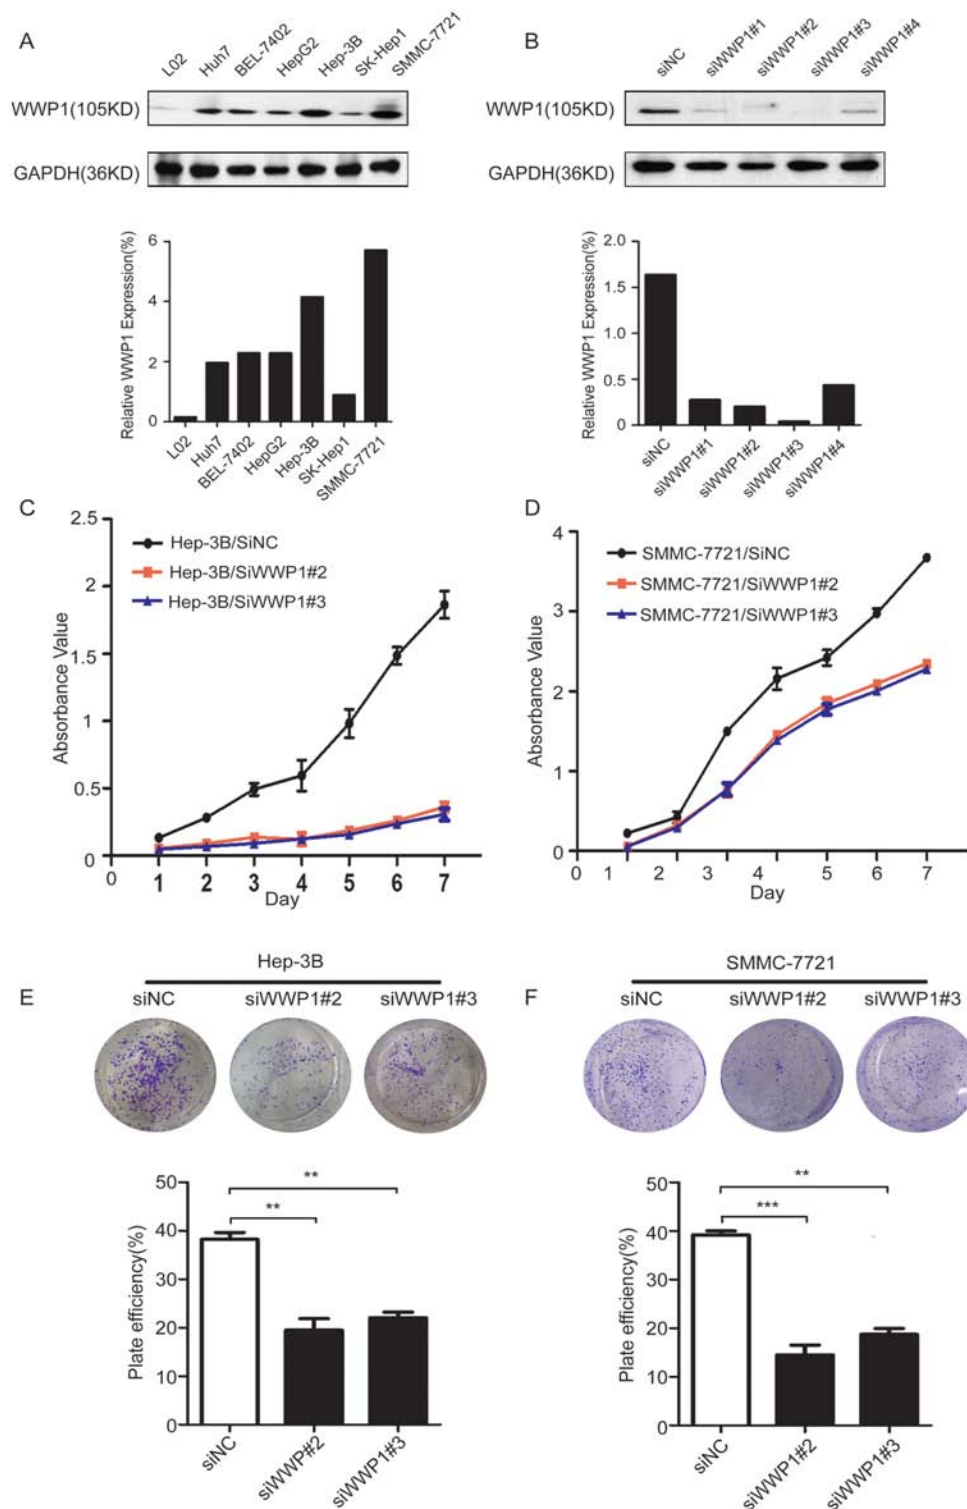 A
L02 Huh7 BEL-7402 HepG2 Hep-3B SK-Hep1 SMMC-7721
WWP1(105KD)
GAPDH(36KD)
Relative WWP1 Expression(%)
6
4
2
0
L02 Huh7 BEL-7402 HepG2 Hep-3B SK-Hep1 SMMC-7721
B
siNC siWWP1#1 siWWP1#2 siWWP1#3 siWWP1#4
WWP1(105KD)
GAPDH(36KD)
Relative WWP1 Expression(%)
2.0
1.5
1.0
0.5
0
siNC siWWP1#1 siWWP1#2 siWWP1#3 siWWP1#4
C
Hep-3B/SiNC
Hep-3B/SiWWP1#2
Hep-3B/SiWWP1#3
Absorbance Value
2.5
2
1.5
1
0.5
0
0 1 2 3 4 5 6 7
Day
D
SMMC-7721/SiNC
SMMC-7721/SiWWP1#2
SMMC-7721/SiWWP1#3
Absorbance Value
4
3
2
1
0
0 1 2 3 4 5 6 7
Day
E
Hep-3B
siNC siWWP1#2 siWWP1#3
Plate efficiency(%)
50
40
30
20
10
0
**
**
siNC siWWP#2 siWWP1#3
F
SMMC-7721
siNC siWWP1#2 siWWP1#3
Plate efficiency(%)
50
40
30
20
10
0
**
***
siNC siWWP1#2 siWWP1#3